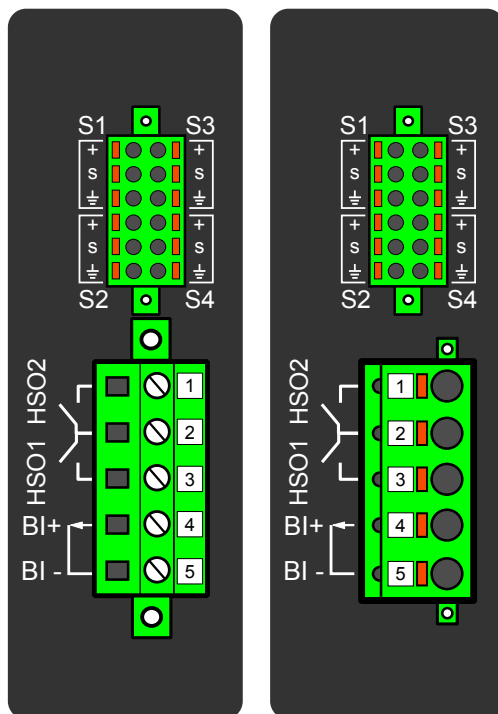 S1 S3
+ +
S S
S2 S4
+ +
S S
HSO2
HSO1
BI+
BI -
1
2
3
4
5
S1 S3
+ +
S S
S2 S4
+ +
S S
HSO2
HSO1
BI+
BI -
1
2
3
4
5